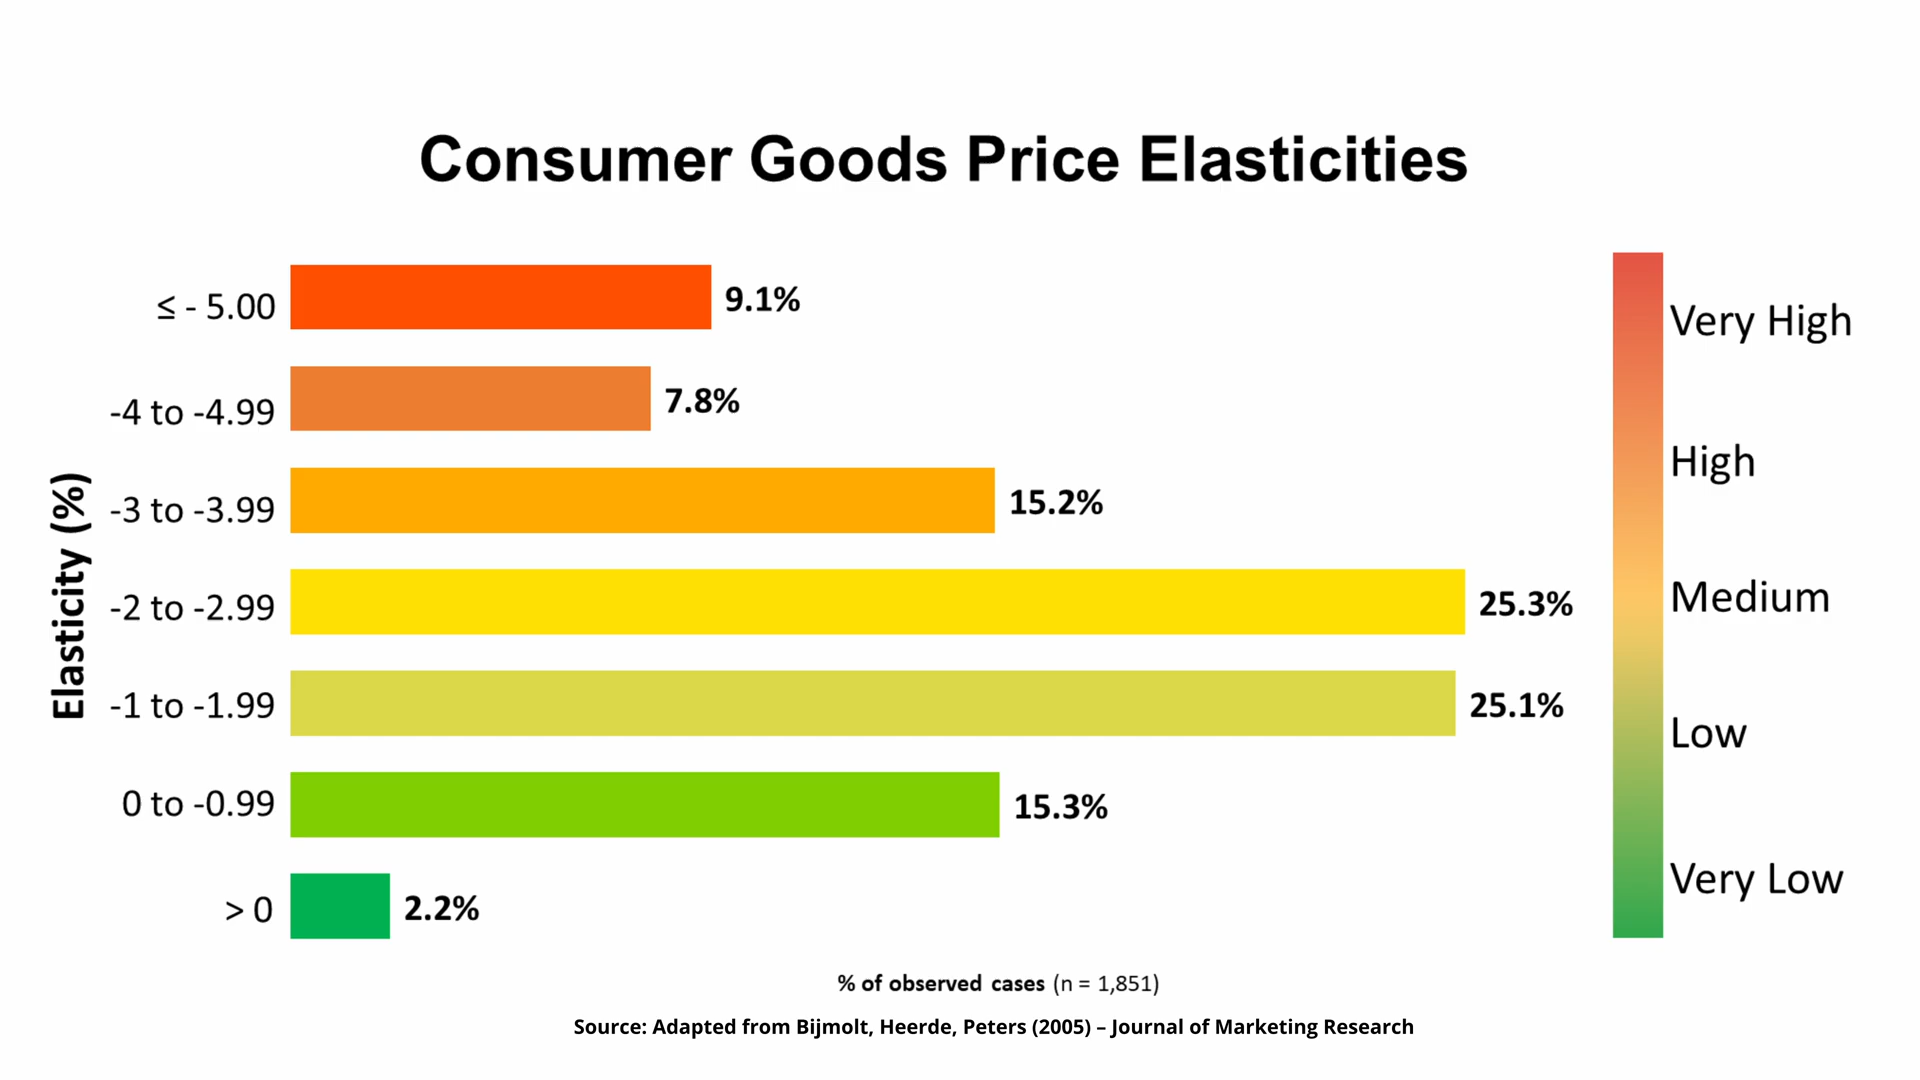 Consumer Goods Price Elasticities
Elasticity (%)
≤ - 5.00
9.1%
-4 to -4.99
7.8%
-3 to -3.99
15.2%
-2 to -2.99
25.3%
-1 to -1.99
25.1%
0 to -0.99
15.3%
> 0
2.2%
Very High
High
Medium
Low
Very Low
% of observed cases (n = 1,851)
Source: Adapted from Bijmolt, Heerde, Peters (2005) – Journal of Marketing Research